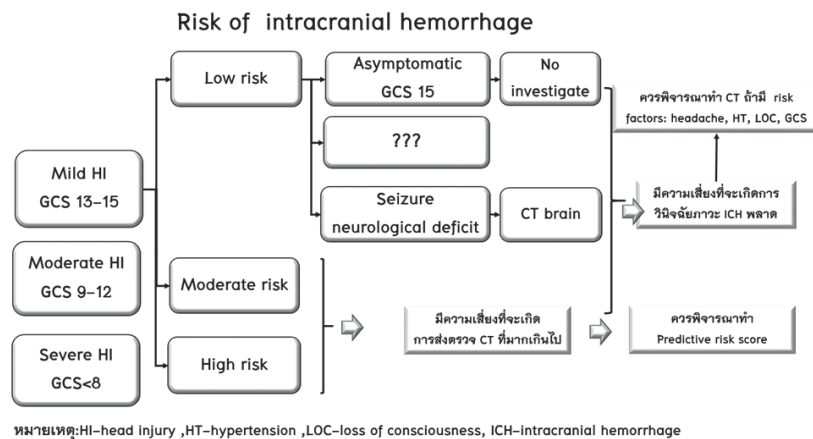 Risk of intracranial hemorrhage
Low risk
Asymptomatic
GCS 15
No
investigate
ควรพิจารณาทำ CT ถ้ามี risk
factors: headache, HT, LOC, GCS
???
Mild HI
GCS 13–15
Seizure
neurological deficit
CT brain
มีความเสี่ยงที่จะเกิดการ
วินิจฉัยภาวะ ICH พลาด
Moderate HI
GCS 9–12
Moderate risk
มีความเสี่ยงที่จะเกิด
การส่งตรวจ CT ที่มากเกินไป
ควรพิจารณาทำ
Predictive risk score
Severe HI
GCS<8
High risk
หมายเหตุ:HI–head injury ,HT–hypertension ,LOC–loss of consciousness, ICH–intracranial hemorrhage